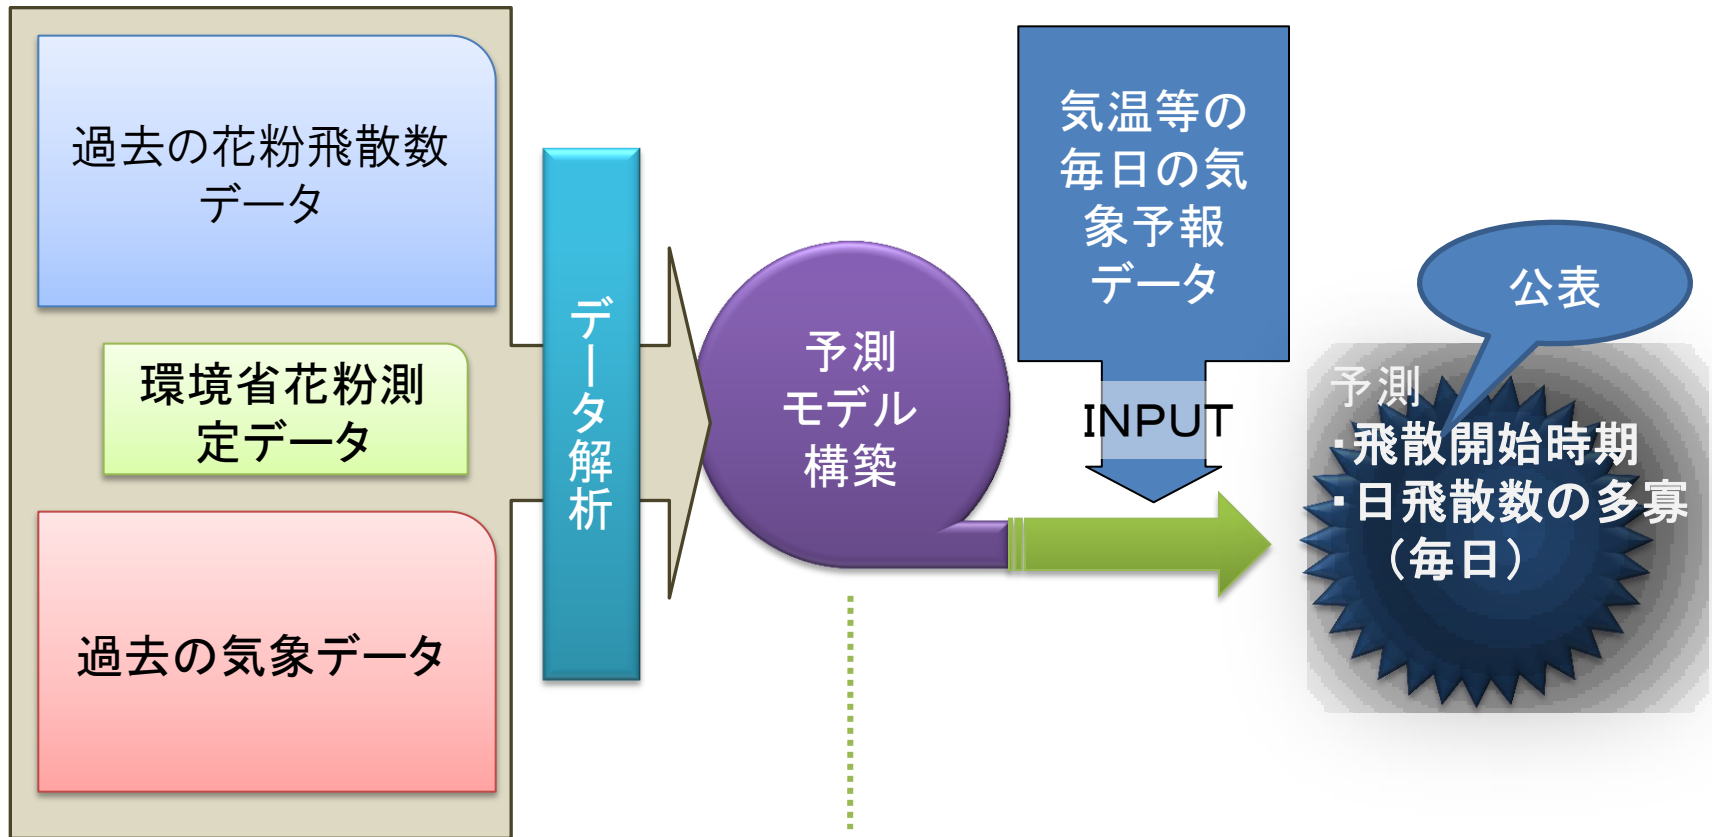 過去の花粉飛散数
データ
環境省花粉測
定データ
過去の気象データ
データ解析
予測
モデル
構築
気温等の
毎日の気
象予報
データ
INPUT
公表
予測
・飛散開始時期
・日飛散数の多寡
（毎日）